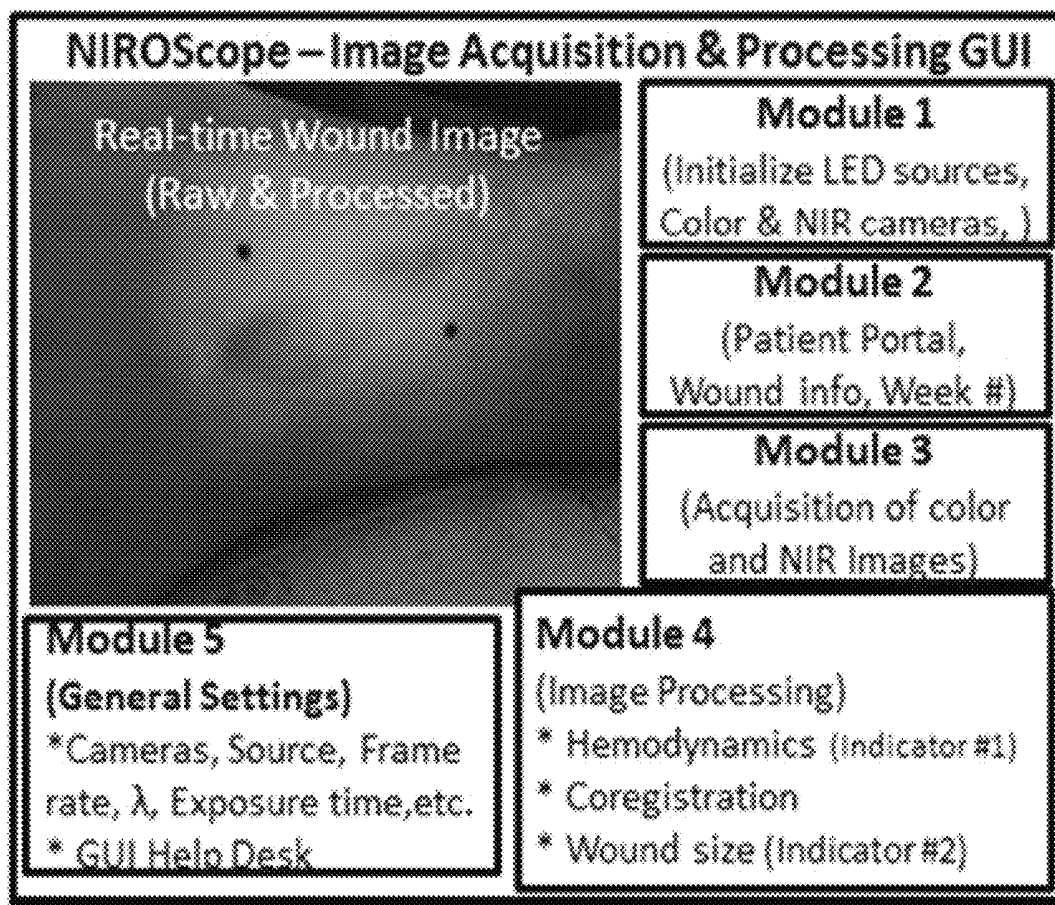 NIROScope – Image Acquisition & Processing GUI
Real-time Wound Image
(Raw & Processed)
Module 1
(Initialize LED sources,
Color & NIR cameras, )
Module 2
(Patient Portal,
Wound info, Week #)
Module 3
(Acquisition of color
and NIR Images)
Module 5
(General Settings)
*Cameras, Source, Frame
rate, λ, Exposure time,etc.
* GUI Help Desk
Module 4
(Image Processing)
* Hemodynamics (Indicator #1)
* Coregistration
* Wound size (Indicator #2)